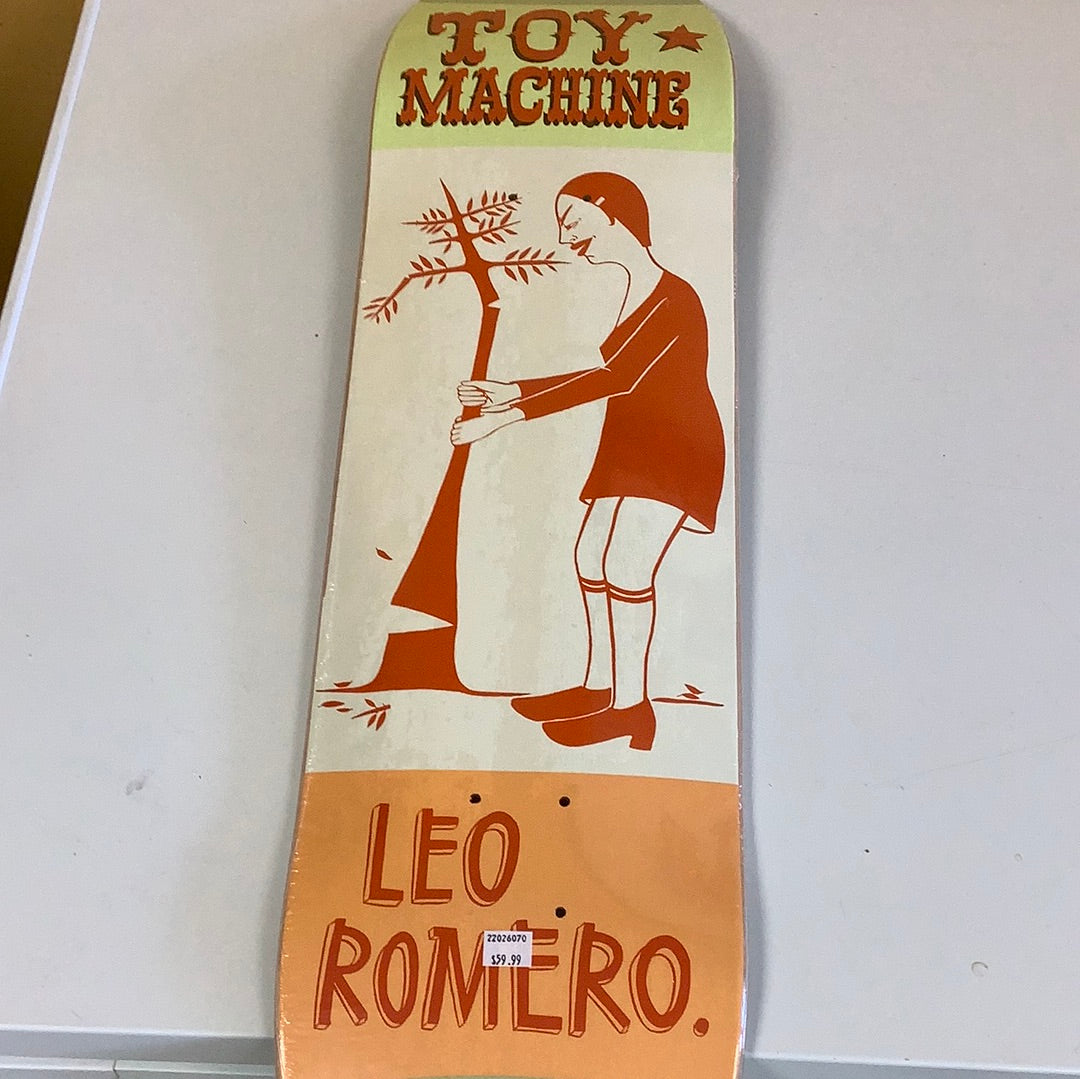 TOY
MACHINE
LEO
ROMERO.
22026070
$59.99